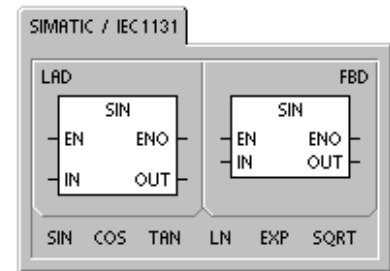 SIMATIC / IEC1131
LAD FBD
SIN SIN
EN ENO EN ENO
IN OUT IN OUT
SIN COS TAN LN EXP SQRT